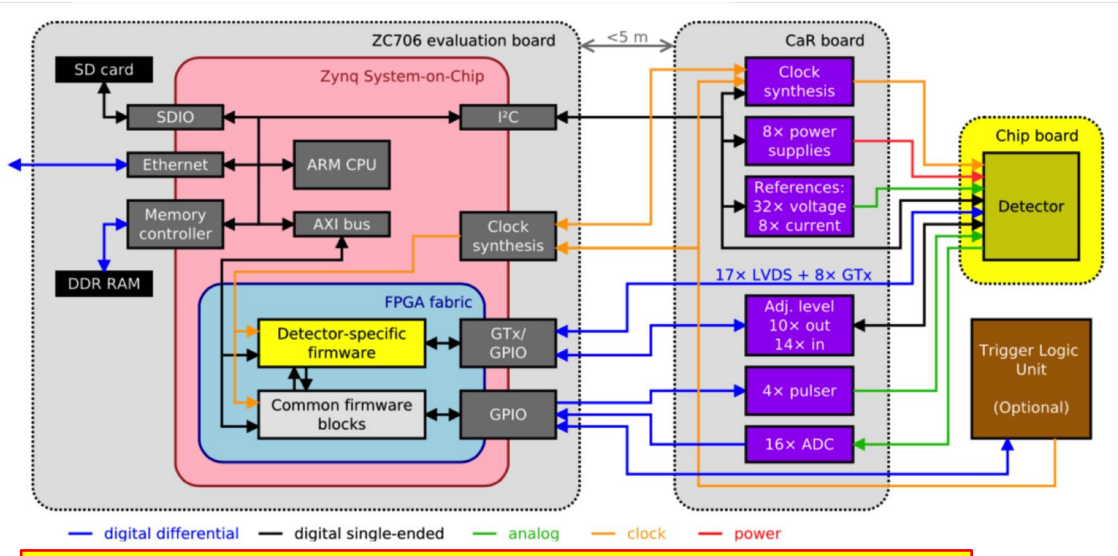 ZC706 evaluation board
<5 m
CaR board
SD card
Zynq System-on-Chip
SDIO
I²C
Ethernet
ARM CPU
Memory
controller
AXI bus
Clock
synthesis
DDR RAM
FPGA fabric
Detector-specific
firmware
GTx/
GPIO
Common firmware
blocks
GPIO
Clock
synthesis
8× power
supplies
References:
32× voltage
8× current
17× LVDS + 8× GTx
Adj. level
10× out
14× in
4× pulser
16× ADC
Chip board
Detector
Trigger Logic
Unit
(Optional)
digital differential
digital single-ended
analog
clock
power